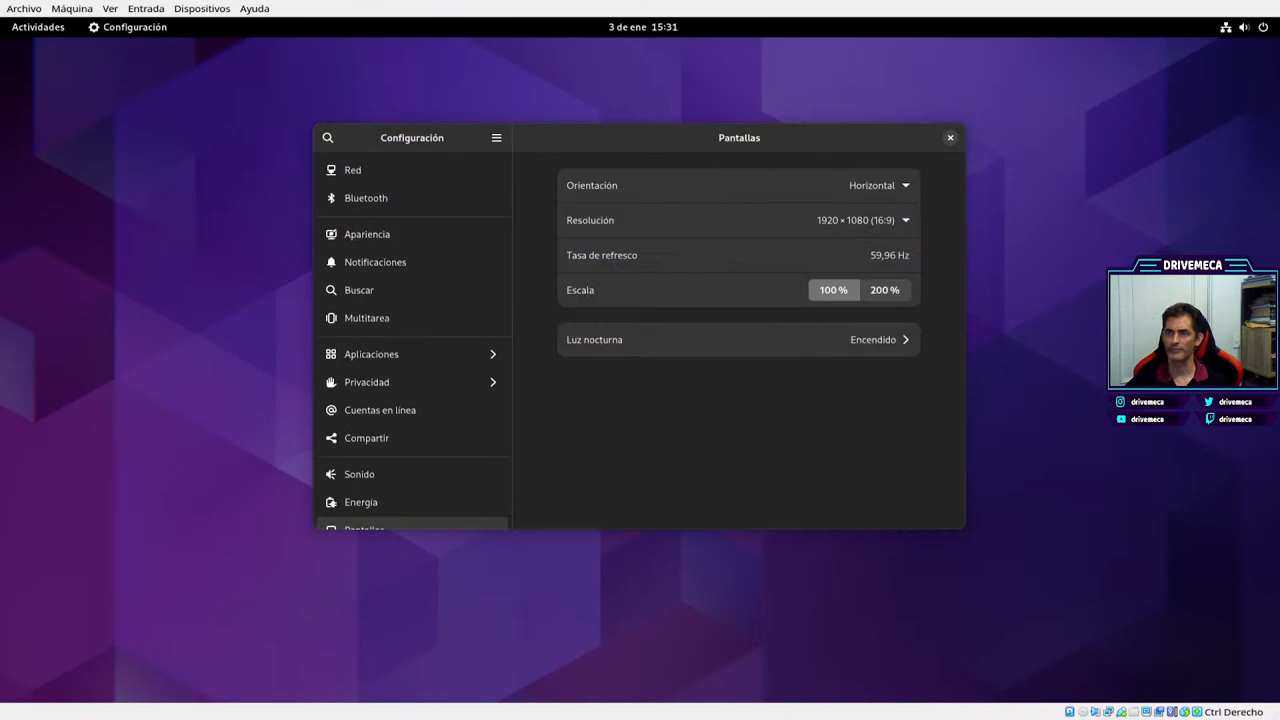 Archivo Máquina Ver Entrada Dispositivos Ayuda
Actividades Configuración 3 de ene 15:31
Configuración
Pantallas
Red
Bluetooth
Apariencia
Notificaciones
Buscar
Multitarea
Aplicaciones
Privacidad
Cuentas en línea
Compartir
Sonido
Energía
Pantallas
Orientación Horizontal
Resolución 1920 × 1080 (16:9)
Tasa de refresco 59,96 Hz
Escala 100 % 200 %
Luz nocturna Encendido
DRIVEMECA
drivemeca drivemeca
drivemeca drivemeca
Ctrl Derecho